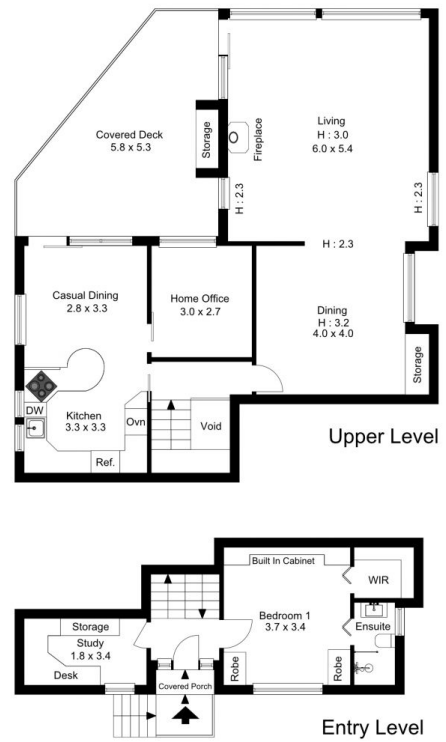 Living
H : 3.0
6.0 x 5.4
Covered Deck
5.8 x 5.3
Storage
Fireplace
H : 2.3
H : 2.3
H : 2.3
Casual Dining
2.8 x 3.3
Home Office
3.0 x 2.7
Dining
H : 3.2
4.0 x 4.0
Storage
DW
Kitchen
3.3 x 3.3
Ovn
Void
Ref.
Upper Level
Built In Cabinet
WIR
Storage
Study
1.8 x 3.4
Desk
Bedroom 1
3.7 x 3.4
Ensuite
Robe
Robe
Covered Porch
Entry Level